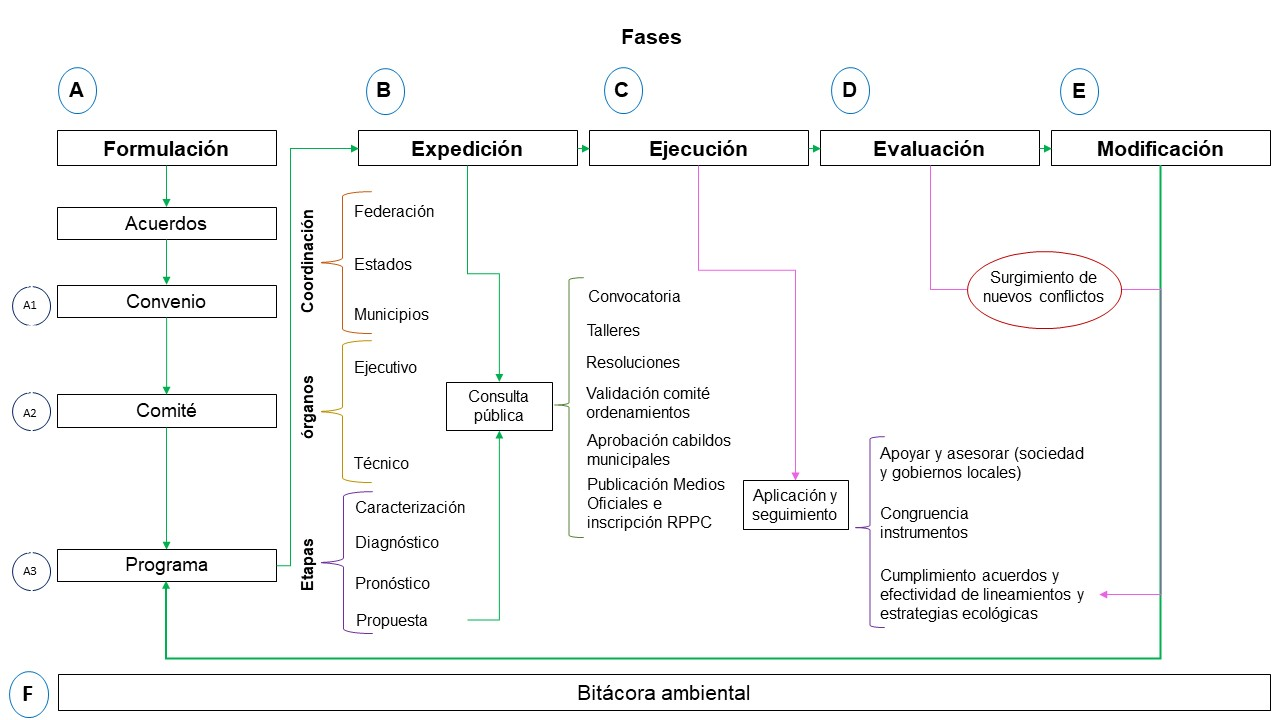 Fases
A
B
C
D
E
Formulación
Expedición
Ejecución
Evaluación
Modificación
Acuerdos
A1
Convenio
A2
Comité
A3
Programa
Coordinación
Federación
Estados
Municipios
órganos
Ejecutivo
Técnico
Etapas
Caracterización
Diagnóstico
Pronóstico
Propuesta
Consulta
pública
Convocatoria
Talleres
Resoluciones
Validación comité
ordenamientos
Aprobación cabildos
municipales
Publicación Medios
Oficiales e
inscripción RPPC
Aplicación y
seguimiento
Apoyar y asesorar (sociedad
y gobiernos locales)
Congruencia
instrumentos
Cumplimiento acuerdos y
efectividad de lineamientos y
estrategias ecológicas
Surgimiento de
nuevos conflictos
F
Bitácora ambiental